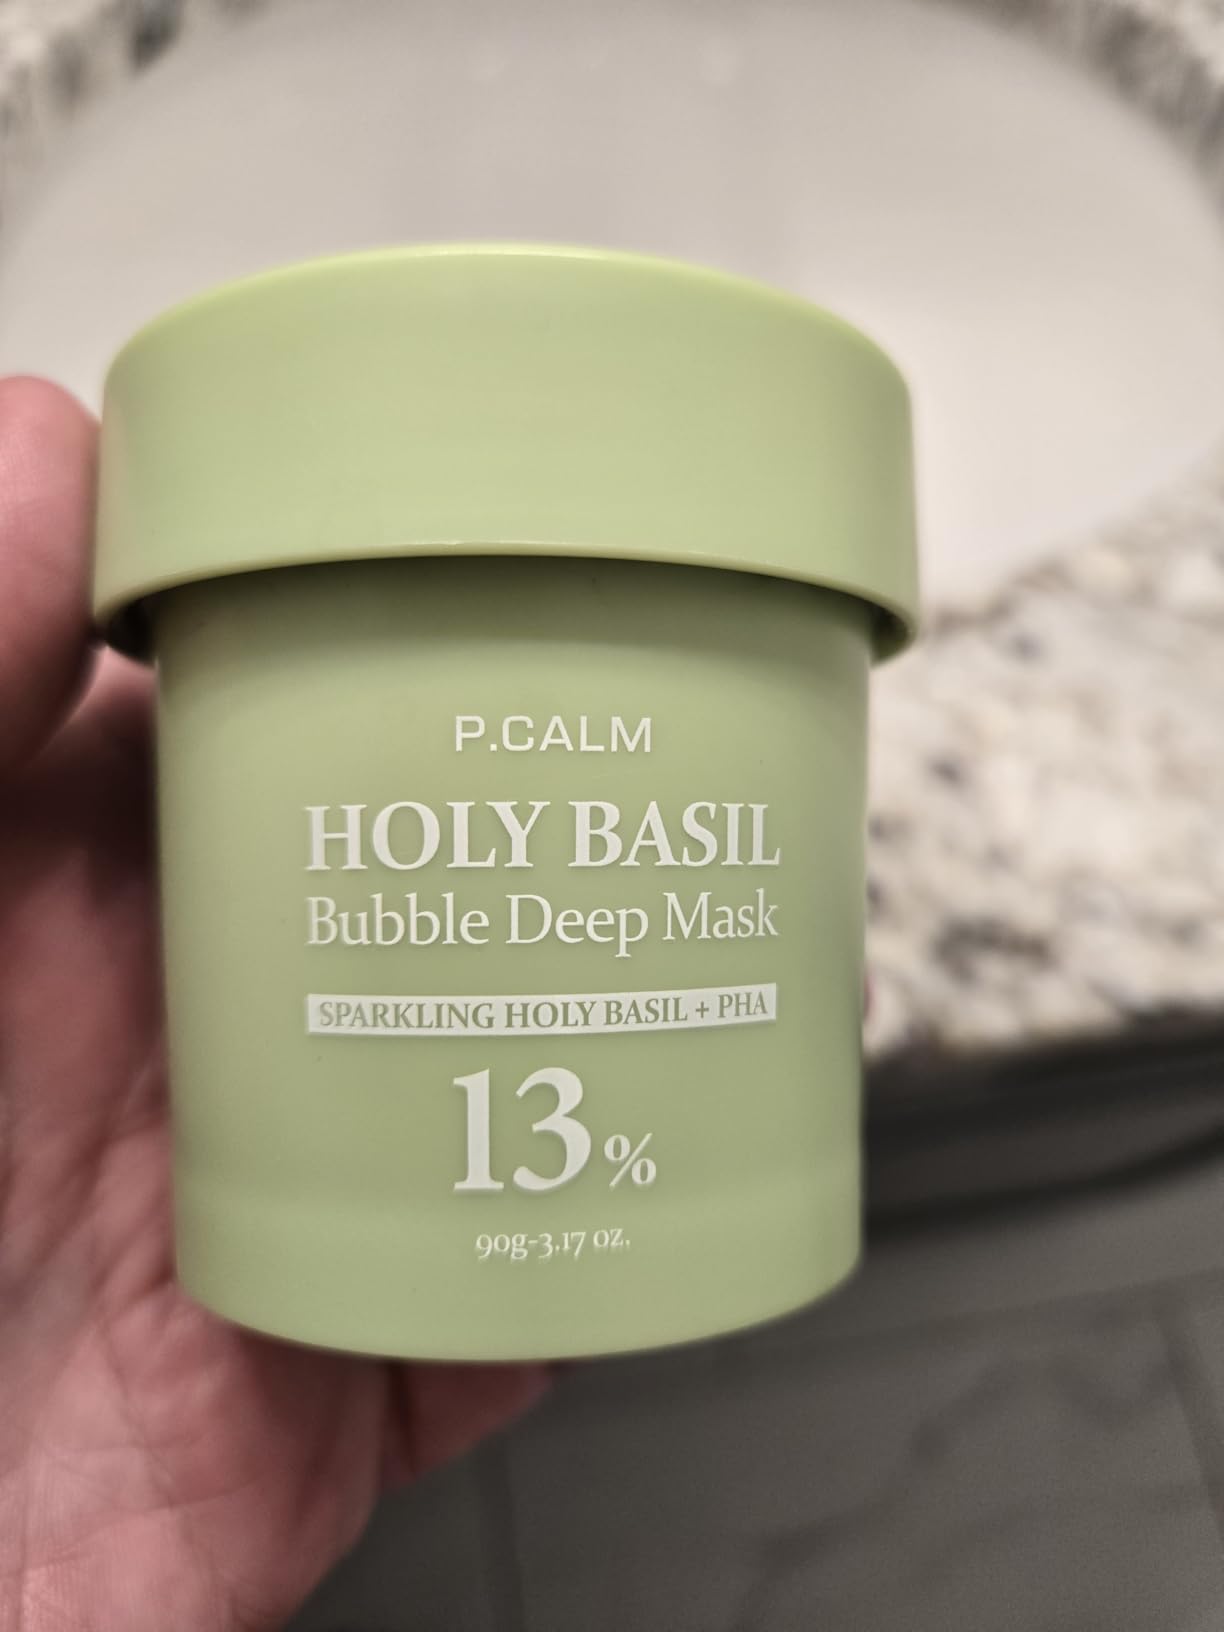 P.CALM
HOLY BASIL
Bubble Deep Mask
SPARKLING HOLY BASIL + PHA
13%
90g-3.17 oz.